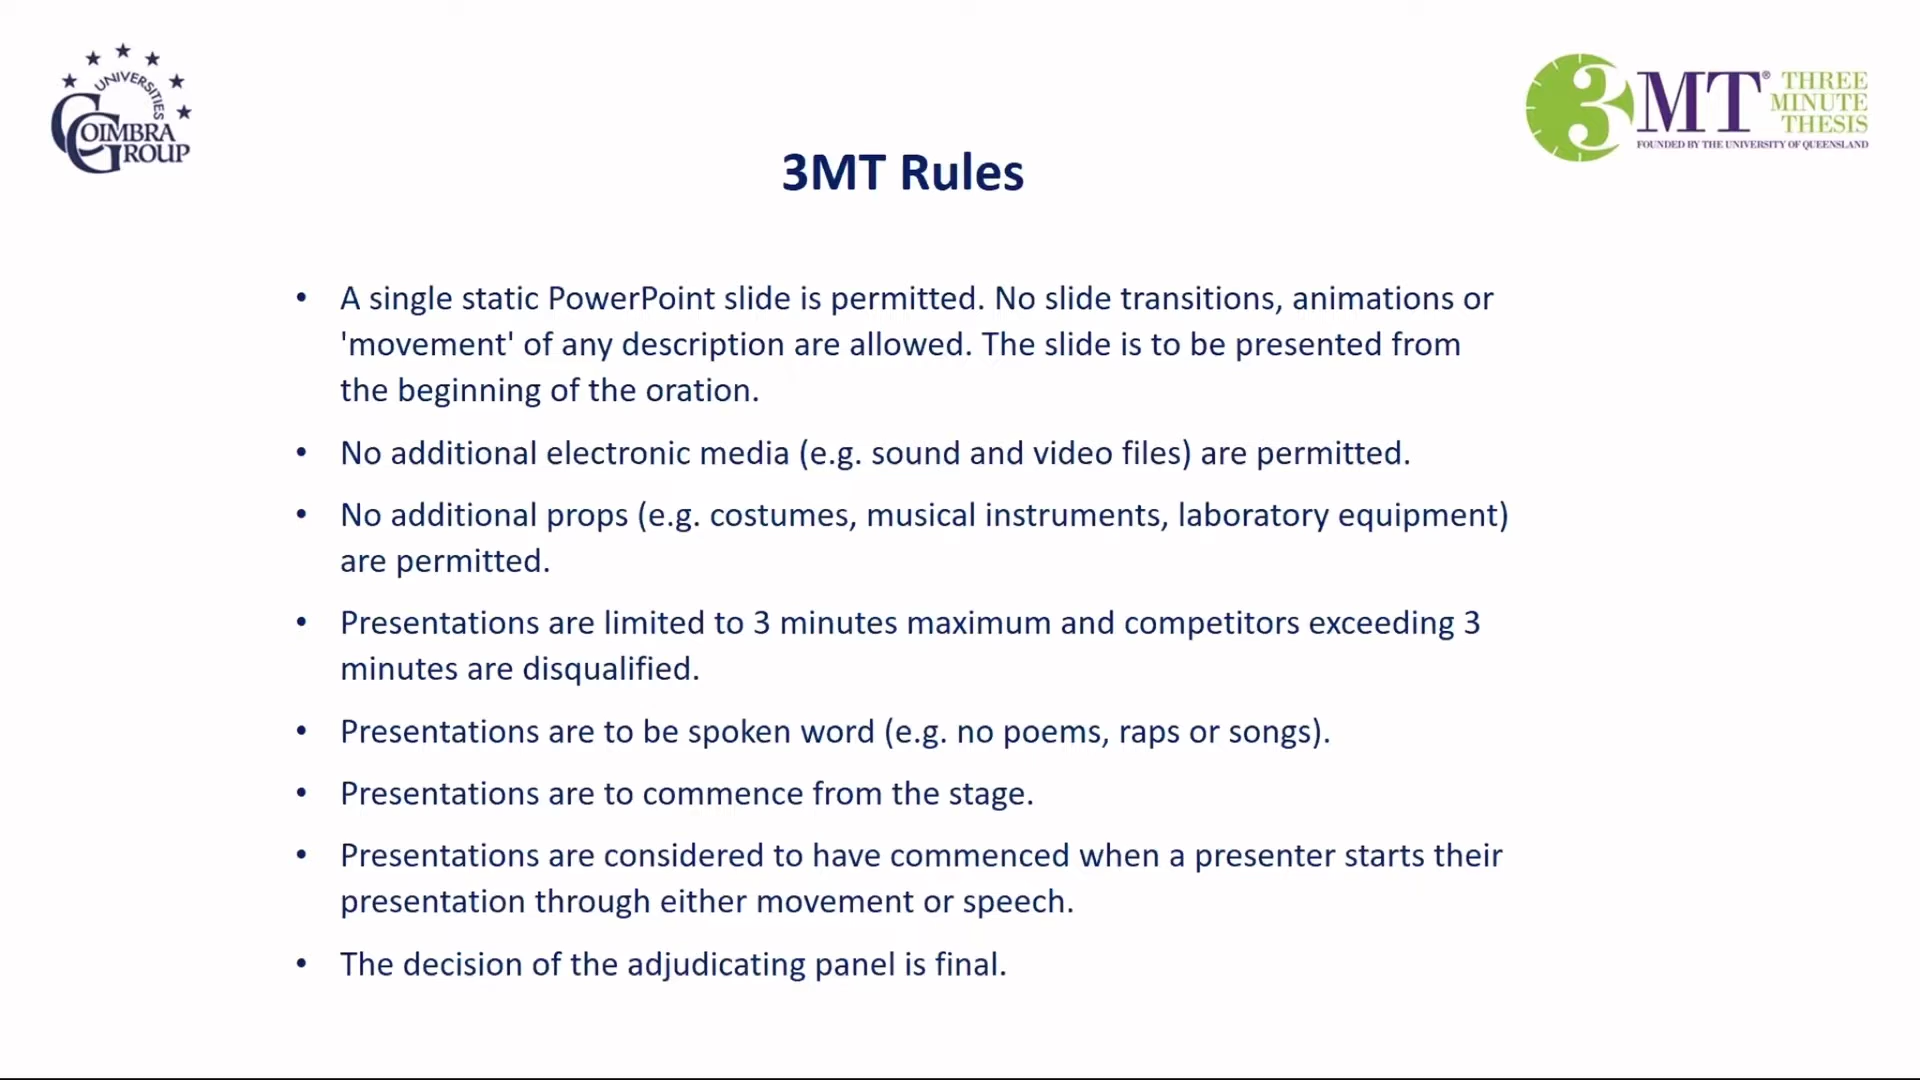 UNIVERSITIES
COIMBRA
GROUP
3MT® THREE
MINUTE
THESIS
FOUNDED BY THE UNIVERSITY OF QUEENSLAND
3MT Rules
• A single static PowerPoint slide is permitted. No slide transitions, animations or
'movement' of any description are allowed. The slide is to be presented from
the beginning of the oration.
• No additional electronic media (e.g. sound and video files) are permitted.
• No additional props (e.g. costumes, musical instruments, laboratory equipment)
are permitted.
• Presentations are limited to 3 minutes maximum and competitors exceeding 3
minutes are disqualified.
• Presentations are to be spoken word (e.g. no poems, raps or songs).
• Presentations are to commence from the stage.
• Presentations are considered to have commenced when a presenter starts their
presentation through either movement or speech.
• The decision of the adjudicating panel is final.